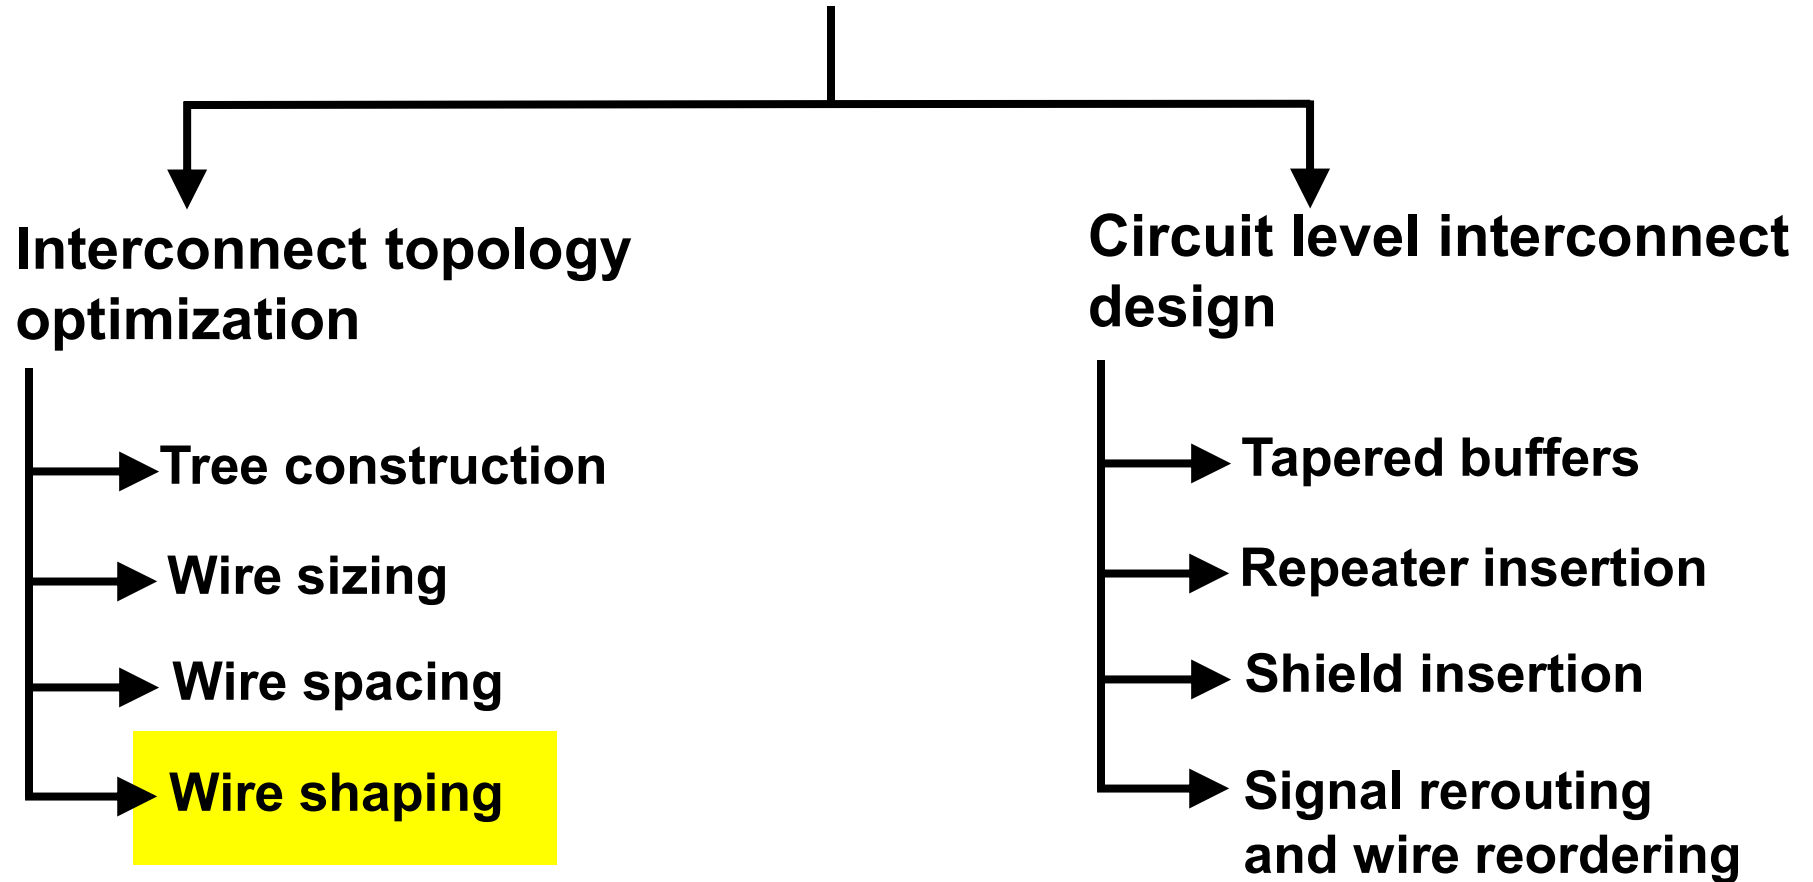 Interconnect topology
optimization
Tree construction
Wire sizing
Wire spacing
Wire shaping
Circuit level interconnect
design
Tapered buffers
Repeater insertion
Shield insertion
Signal rerouting
and wire reordering